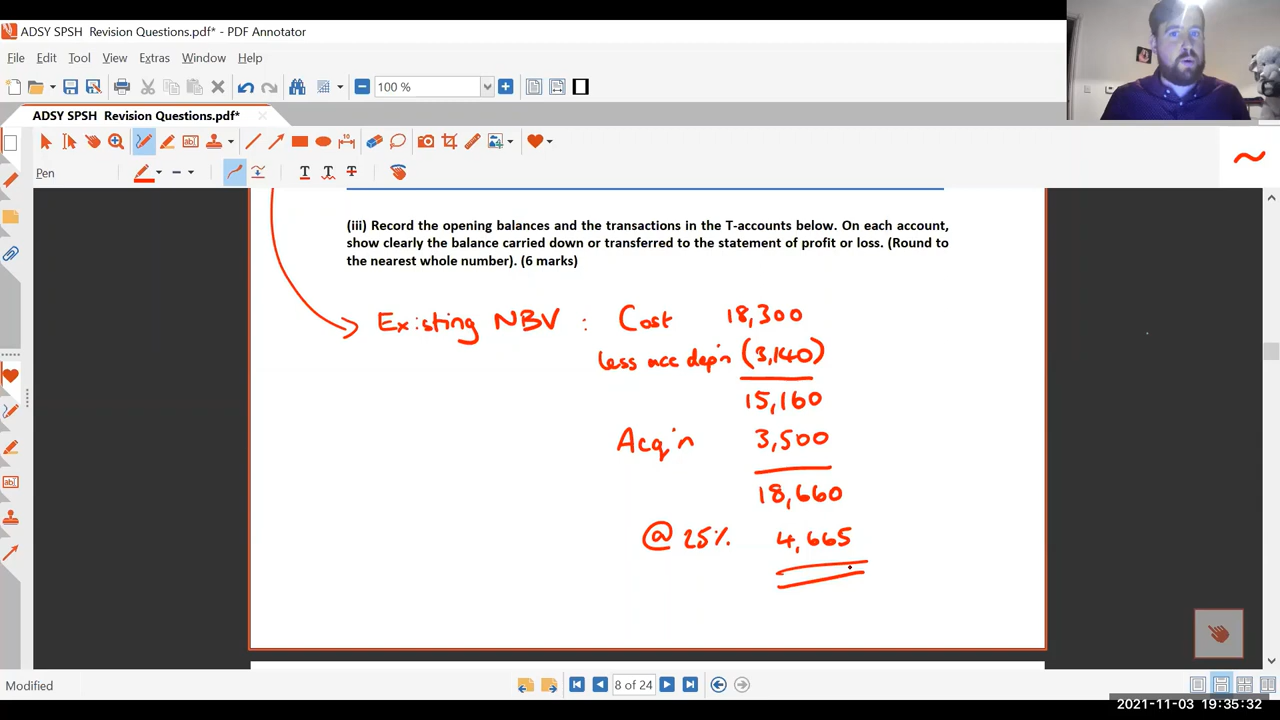 ADSY SPSH Revision Questions.pdf* - PDF Annotator
File Edit Tool View Extras Window Help
100 %
ADSY SPSH Revision Questions.pdf*
Pen
(iii) Record the opening balances and the transactions in the T-accounts below. On each account,
show clearly the balance carried down or transferred to the statement of profit or loss. (Round to
the nearest whole number). (6 marks)
Existing NBV : Cost 18,300
less acc dep'n (3,140)
15,160
Acq'n 3,500
18,660
@ 25% 4,665
Modified
8 of 24
2021-11-03 19:35:32